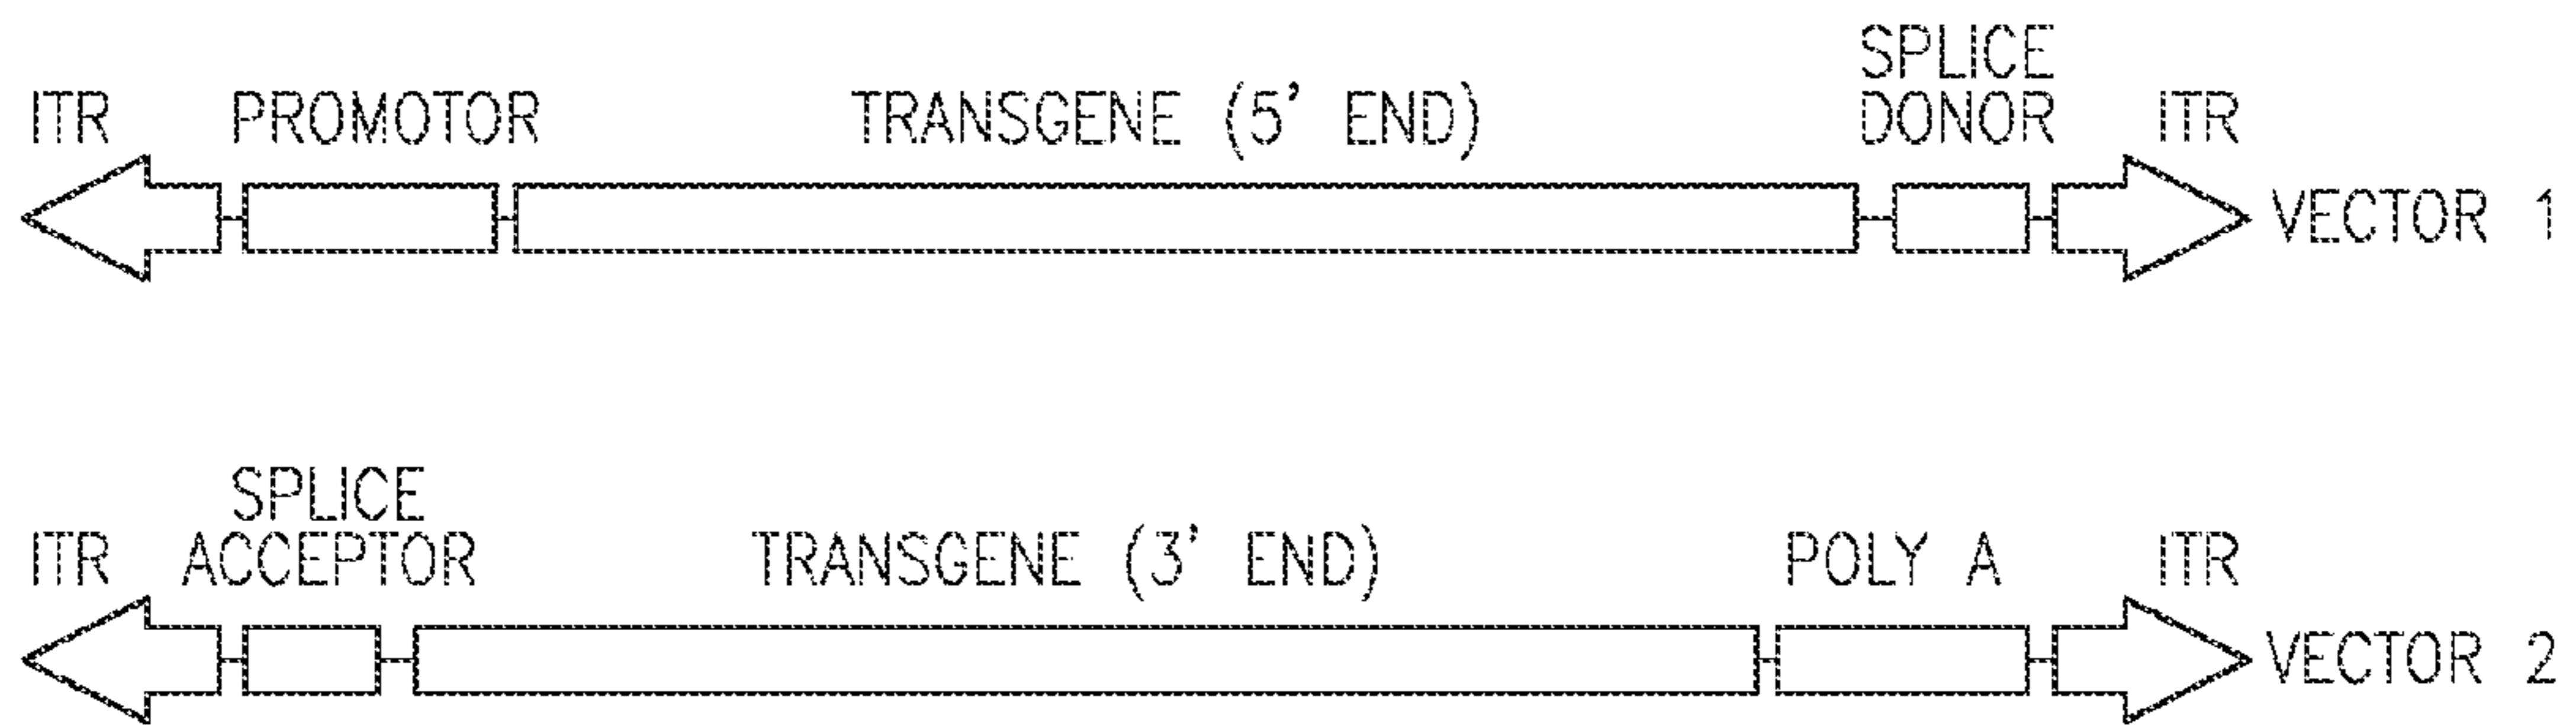 SPLICE
ITR PROMOTOR TRANSGENE (5' END) DONOR ITR
VECTOR 1
SPLICE
ITR ACCEPTOR TRANSGENE (3' END) POLY A ITR
VECTOR 2